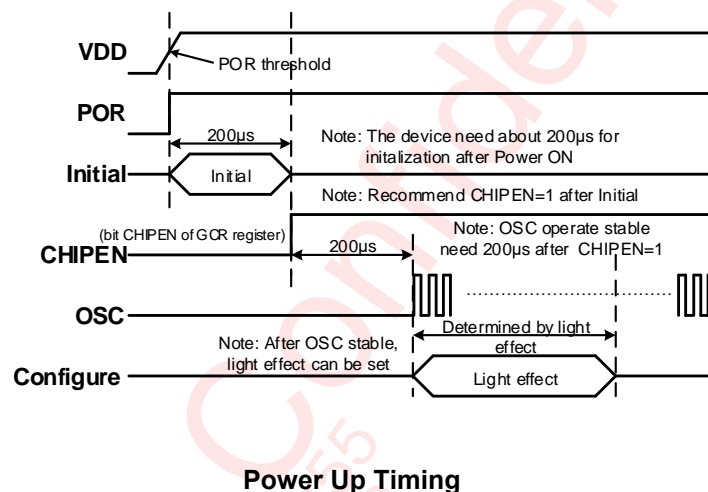 VDD
POR threshold
POR
200μs
Note: The device need about 200μs for
initalization after Power ON
Initial
Initial
Note: Recommend CHIPEN=1 after Initial
(bit CHIPEN of GCR register)
CHIPEN
200μs
Note: OSC operate stable
need 200μs after CHIPEN=1
OSC
Determined by light
effect
Note: After OSC stable,
light effect can be set
Configure
Light effect
Power Up Timing